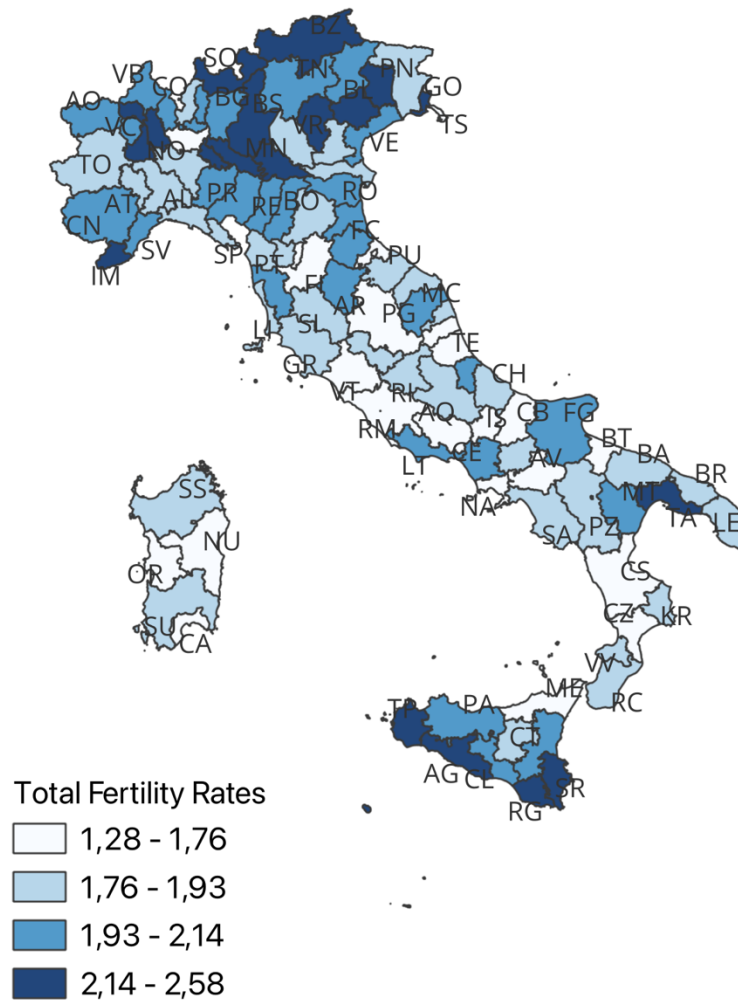 BZ
SO
TN
PN
VB
CO
BG
BS
BL
GO
AO
VC
VR
TS
NO
MN
VE
TO
AT
AL
PR
RE
BO
RO
CN
SV
SP
FC
IM
PT
FI
PU
AR
MC
PG
LI
SI
TE
GR
CH
VT
RI
AQ
IS
CB
FG
RM
BT
LT
CE
AV
BA
BR
SS
NA
MT
TA
LE
SA
PZ
NU
OR
CS
SU
CA
CZ
KR
VV
ME
RC
TP
PA
CT
AG
CL
SR
RG
Total Fertility Rates
1,28 - 1,76
1,76 - 1,93
1,93 - 2,14
2,14 - 2,58